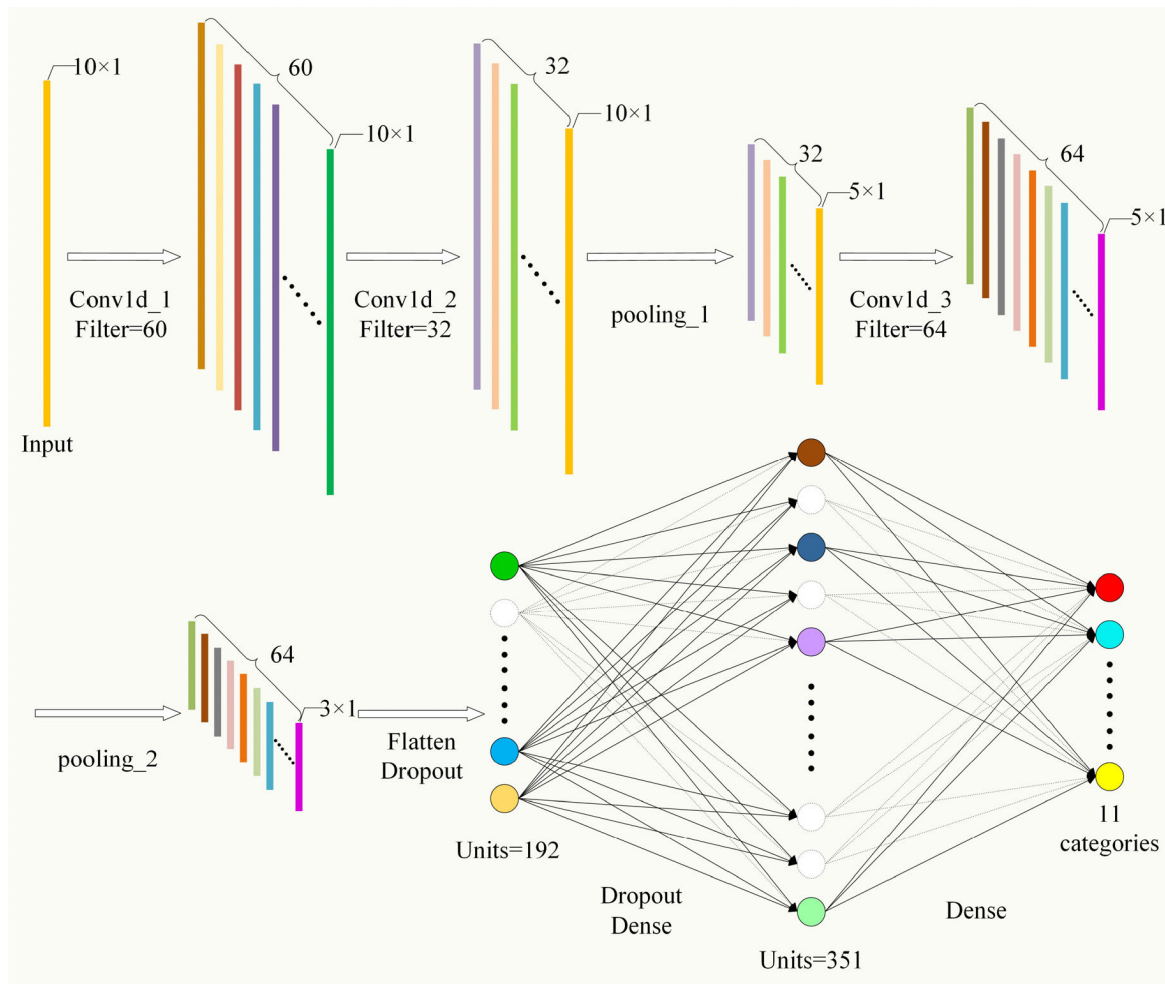 10×1
Input
Conv1d_1
Filter=60
60
10×1
Conv1d_2
Filter=32
32
10×1
pooling_1
32
5×1
Conv1d_3
Filter=64
64
5×1
pooling_2
64
3×1
Flatten
Dropout
Units=192
Dropout
Dense
Units=351
Dense
11
categories